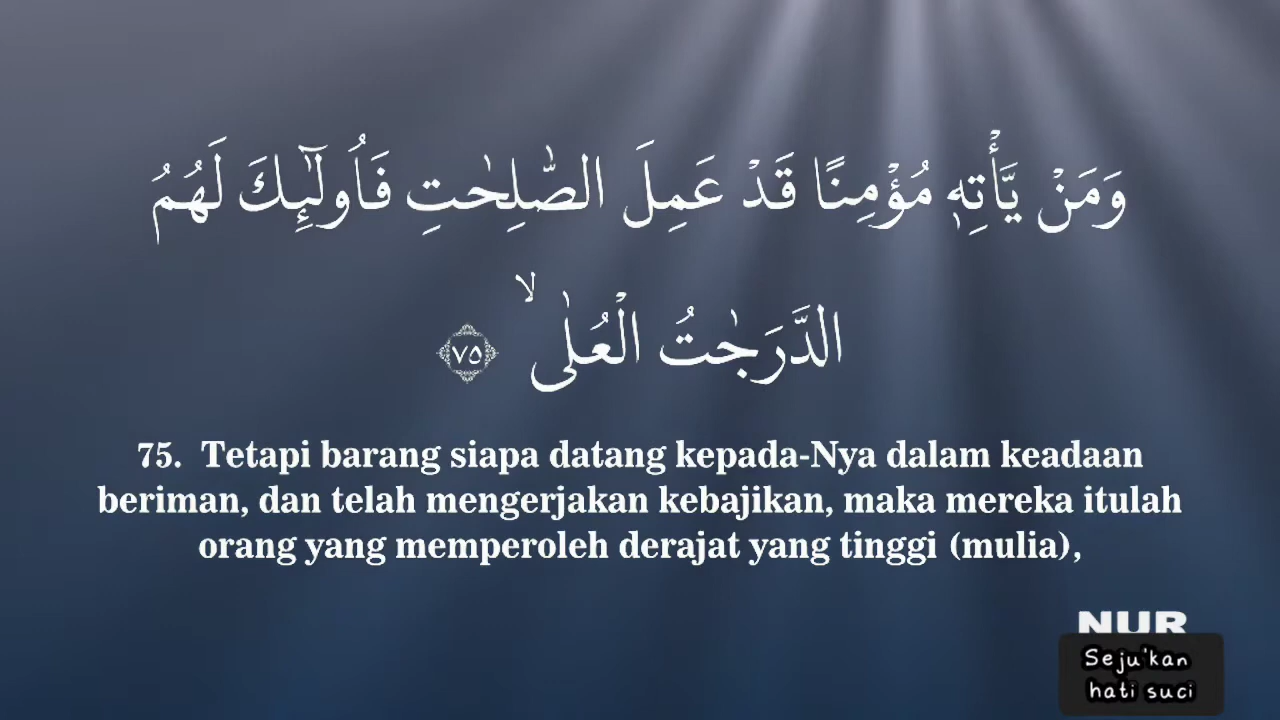 وَمَنْ يَّأْتِهٖ مُؤْمِنًا قَدْ عَمِلَ الصّٰلِحٰتِ فَاُولٰۤىِٕكَ لَهُمُ
الدَّرَجٰتُ الْعُلٰىۙ ٧٥
75. Tetapi barang siapa datang kepada-Nya dalam keadaan
beriman, dan telah mengerjakan kebajikan, maka mereka itulah
orang yang memperoleh derajat yang tinggi (mulia),
NUR
Seju'kan
hati suci